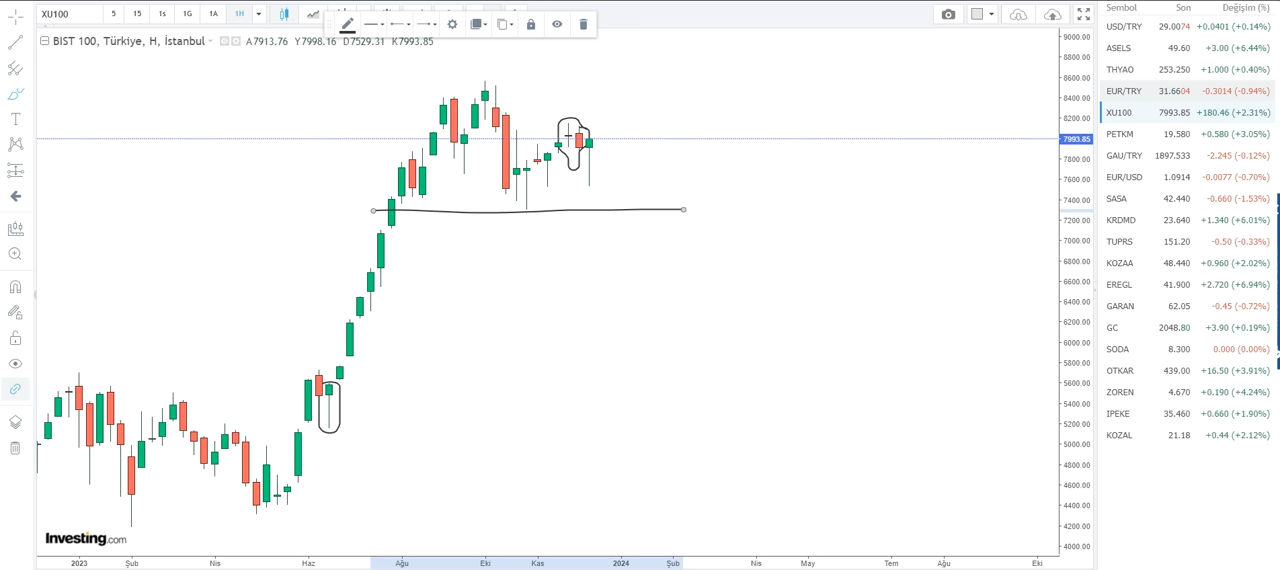 XU100 5 15 1s 1G 1A 1H
BIST 100, Türkiye, H, İstanbul A7913.76 Y7998.16 D7529.31 K7993.85
9000.00
8800.00
8600.00
8400.00
8200.00
7993.85
7800.00
7600.00
7400.00
7200.00
7000.00
6800.00
6600.00
6400.00
6200.00
6000.00
5800.00
5600.00
5400.00
5200.00
5000.00
4800.00
4600.00
4400.00
4200.00
4000.00
Investing.com
2023 Şub Nis Haz Ağu Eki Kas 2024 Şub Nis May Tem Ağu Eki
Sembol Son Değişim (%)
USD/TRY 29.0074 +0.0401 (+0.14%)
ASELS 49.60 +3.00 (+6.44%)
THYAO 253.250 +1.000 (+0.40%)
EUR/TRY 31.6604 -0.3014 (-0.94%)
XU100 7993.85 +180.46 (+2.31%)
PETKM 19.580 +0.580 (+3.05%)
GAU/TRY 1897.533 -2.245 (-0.12%)
EUR/USD 1.0914 -0.0077 (-0.70%)
SASA 42.440 -0.660 (-1.53%)
KRDMD 23.640 +1.340 (+6.01%)
TUPRS 151.20 -0.50 (-0.33%)
KOZAA 48.440 +0.960 (+2.02%)
EREGL 41.900 +2.720 (+6.94%)
GARAN 62.05 -0.45 (-0.72%)
GC 2048.80 +3.90 (+0.19%)
SODA 8.300 0.000 (0.00%)
OTKAR 439.00 +16.50 (+3.91%)
ZOREN 4.670 +0.190 (+4.24%)
IPEKE 35.460 +0.660 (+1.90%)
KOZAL 21.18 +0.44 (+2.12%)